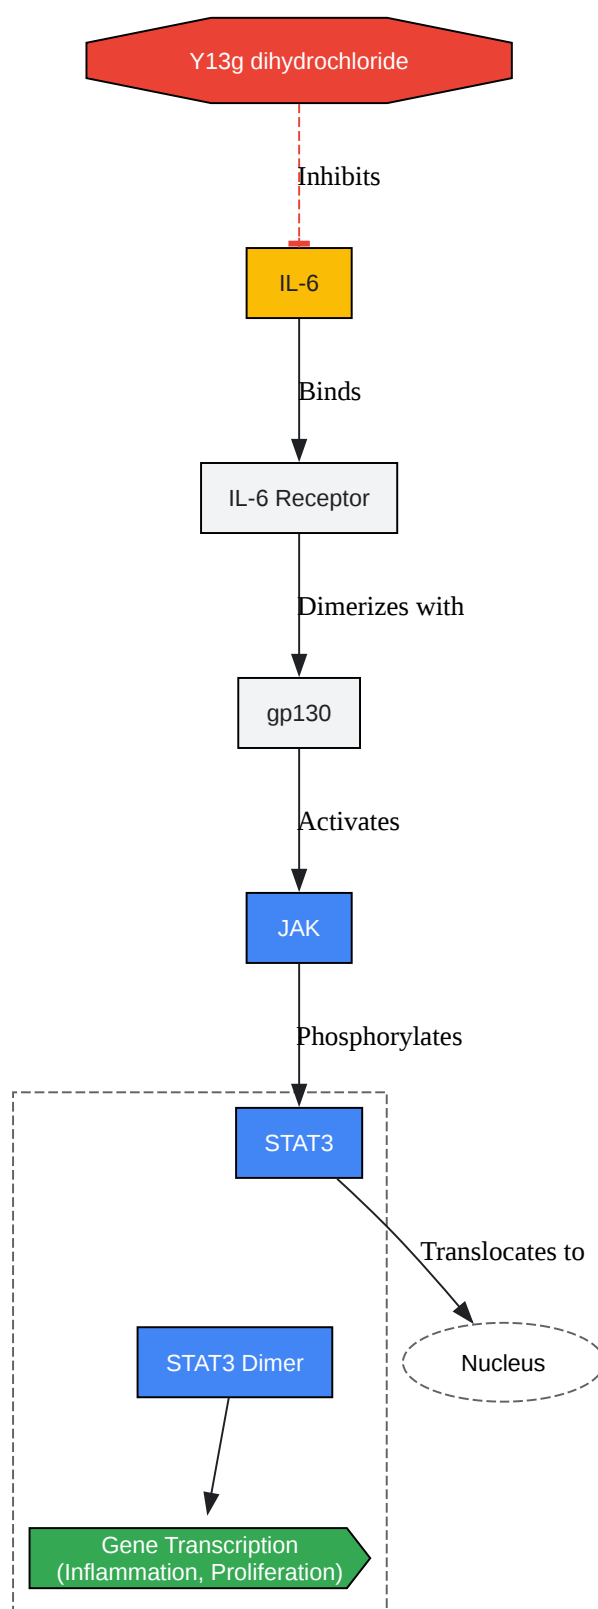 Y13g dihydrochloride
Inhibits
IL-6
Binds
IL-6 Receptor
Dimerizes with
gp130
Activates
JAK
Phosphorylates
STAT3
Translocates to
STAT3 Dimer
Nucleus
Gene Transcription
(Inflammation, Proliferation)